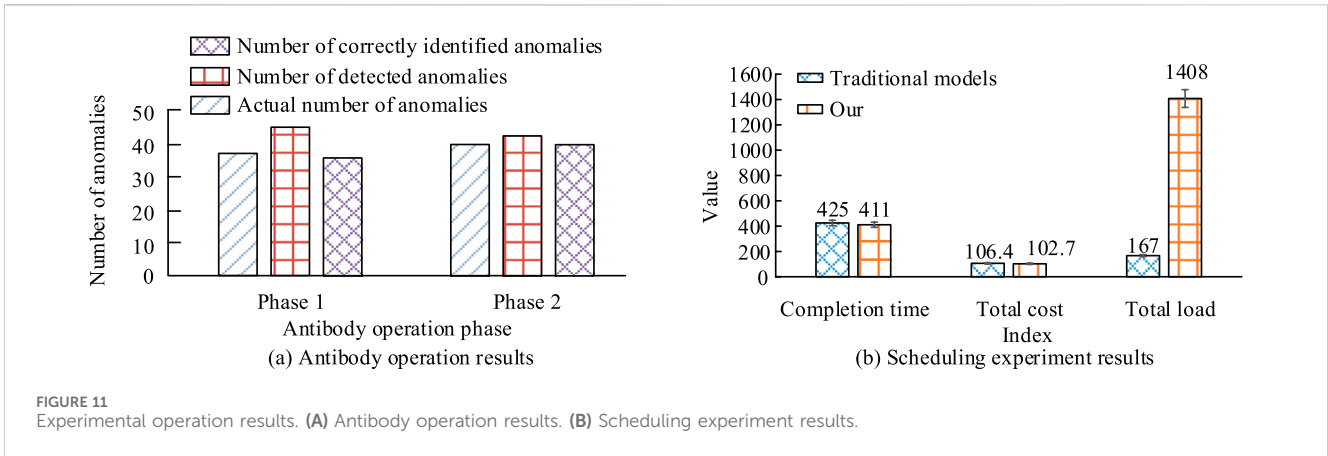 Number of correctly identified anomalies
Number of detected anomalies
Actual number of anomalies
Number of anomalies
50
40
30
20
10
0
Phase 1
Phase 2
Antibody operation phase
(a) Antibody operation results
Traditional models
Our
Value
1600
1400
1200
1000
800
600
400
200
0
425
411
106.4
102.7
167
1408
Completion time
Total cost
Total load
Index
(b) Scheduling experiment results
FIGURE 11
Experimental operation results. (A) Antibody operation results. (B) Scheduling experiment results.